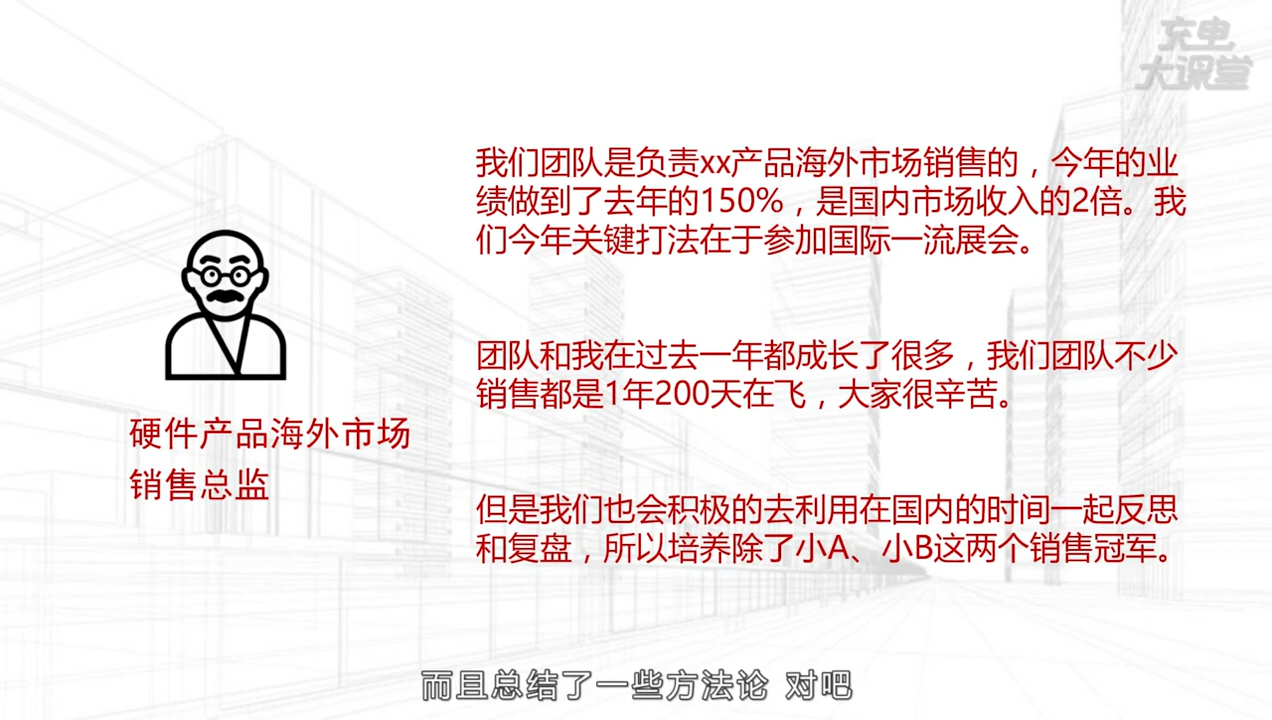 充电
大课堂
我们团队是负责xx产品海外市场销售的，今年的业
绩做到了去年的150%，是国内市场收入的2倍。我
们今年关键打法在于参加国际一流展会。
团队和我在过去一年都成长了很多，我们团队不少
销售都是1年200天在飞，大家很辛苦。
硬件产品海外市场
销售总监
但是我们也会积极的去利用在国内的时间一起反思
和复盘，所以培养除了小A、小B这两个销售冠军。
而且总结了一些方法论 对吧